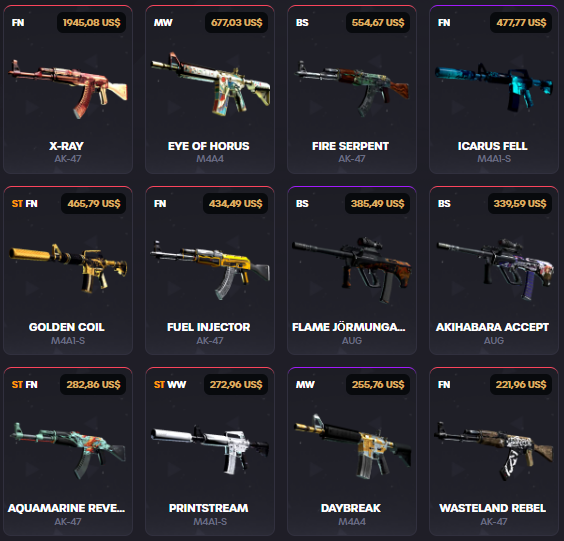 FN 1945,08 US$
MW 677,03 US$
BS 554,67 US$
FN 477,77 US$
X-RAY
AK-47
EYE OF HORUS
M4A4
FIRE SERPENT
AK-47
ICARUS FELL
M4A1-S
ST FN 465,79 US$
FN 434,49 US$
BS 385,49 US$
BS 339,59 US$
GOLDEN COIL
M4A1-S
FUEL INJECTOR
AK-47
FLAME JÖRMUNGA...
AUG
AKIHABARA ACCEPT
AUG
ST FN 282,86 US$
ST WW 272,96 US$
MW 255,76 US$
FN 221,96 US$
AQUAMARINE REVE...
AK-47
PRINTSTREAM
M4A1-S
DAYBREAK
M4A4
WASTELAND REBEL
AK-47